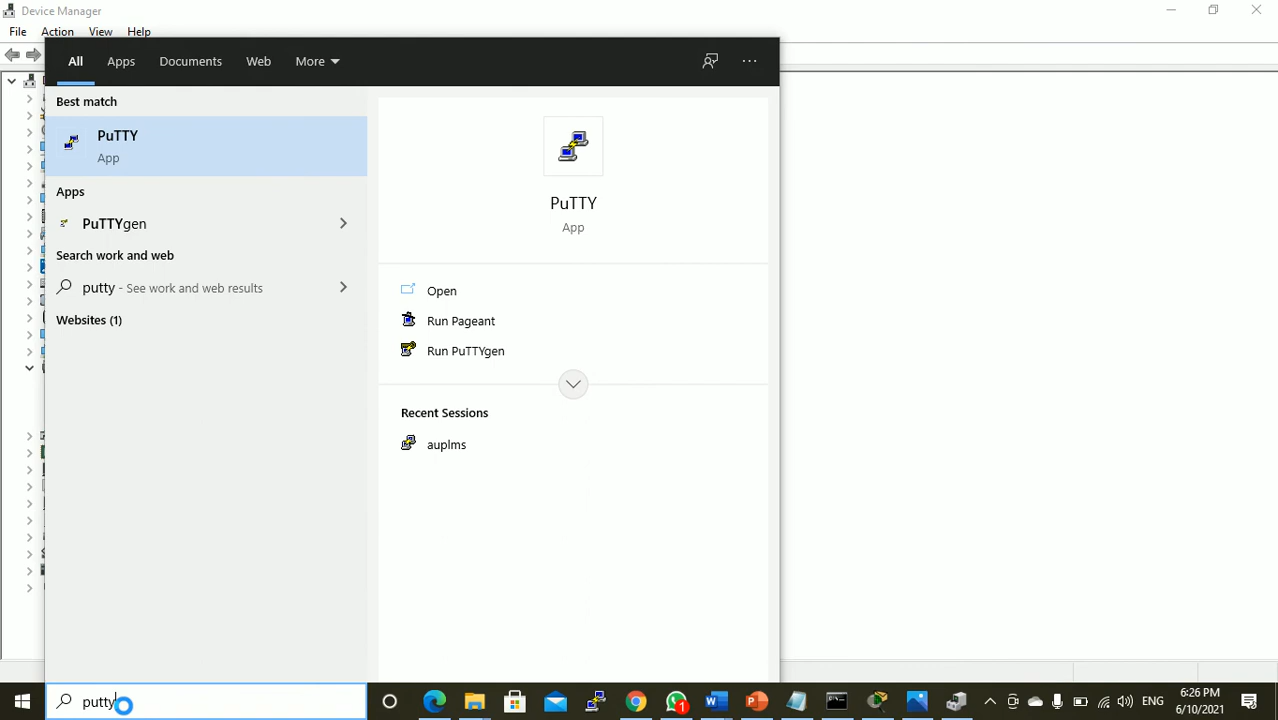 Device Manager
File Action View Help
All Apps Documents Web More
Best match
PuTTY
App
Apps
PuTTYgen
Search work and web
putty - See work and web results
Websites (1)
PuTTY
App
Open
Run Pageant
Run PuTTYgen
Recent Sessions
auplms
putty
1
ENG
6:26 PM
6/10/2021